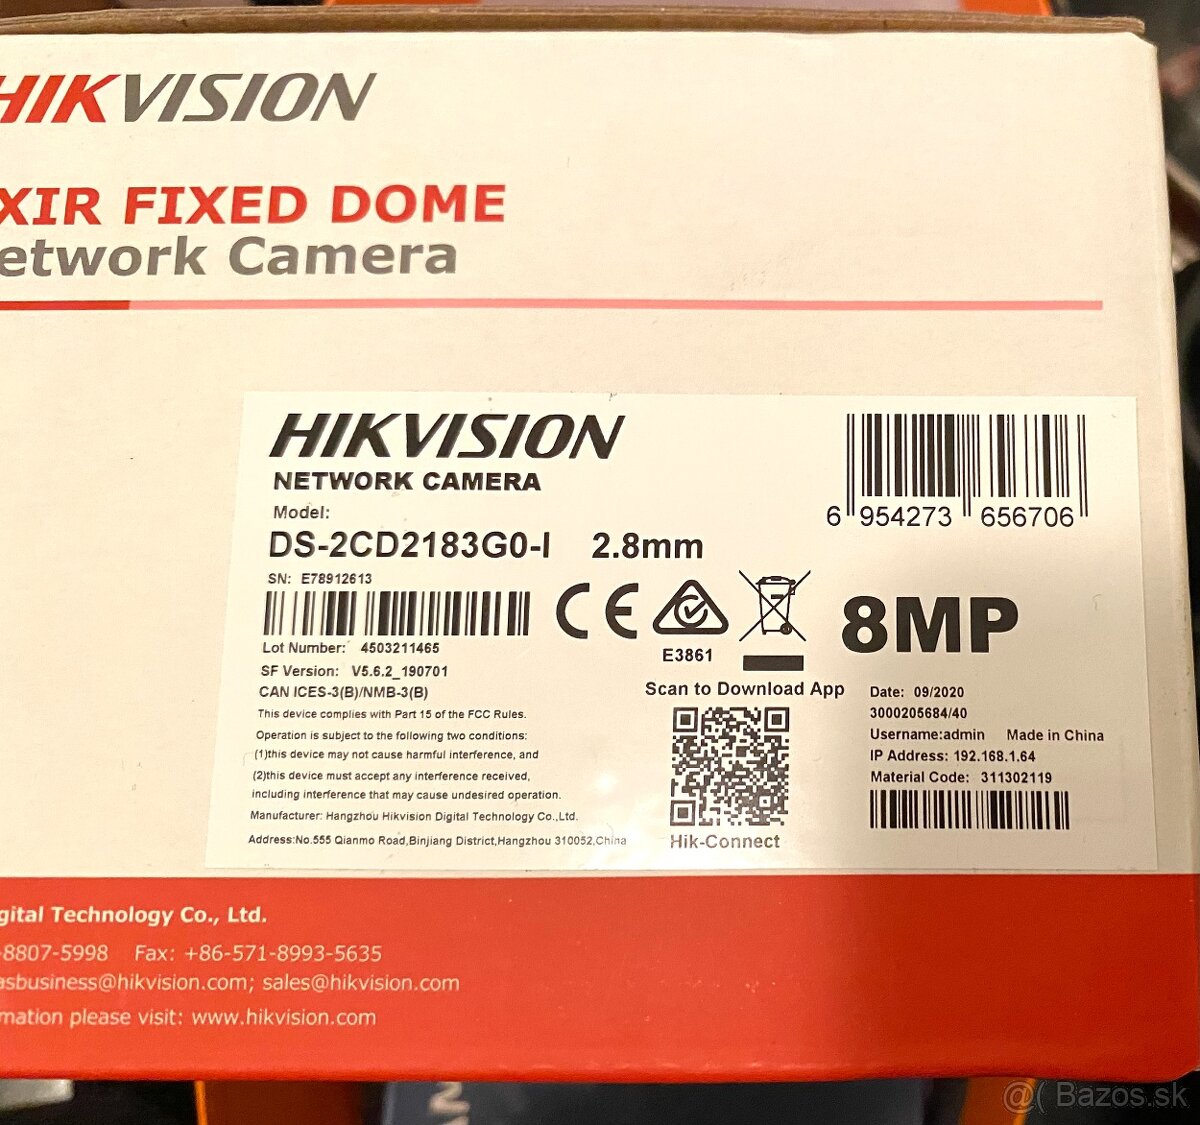 HIKVISION
XIR FIXED DOME
etwork Camera
HIKVISION
NETWORK CAMERA
Model:
DS-2CD2183G0-I 2.8mm
SN: E78912613
Lot Number: 4503211465
SF Version: V5.6.2_190701
CAN ICES-3(B)/NMB-3(B)
This device complies with Part 15 of the FCC Rules.
Operation is subject to the following two conditions:
(1)this device may not cause harmful interference, and
(2)this device must accept any interference received,
including interference that may cause undesired operation.
Manufacturer: Hangzhou Hikvision Digital Technology Co.,Ltd.
Address:No.555 Qianmo Road,Binjiang District,Hangzhou 310052,China
CE
E3861
Scan to Download App
Hik-Connect
6 954273 656706
8MP
Date: 09/2020
3000205684/40
Username:admin Made in China
IP Address: 192.168.1.64
Material Code: 311302119
gital Technology Co., Ltd.
-8807-5998 Fax: +86-571-8993-5635
asbusiness@hikvision.com; sales@hikvision.com
mation please visit: www.hikvision.com
@( Bazos.sk